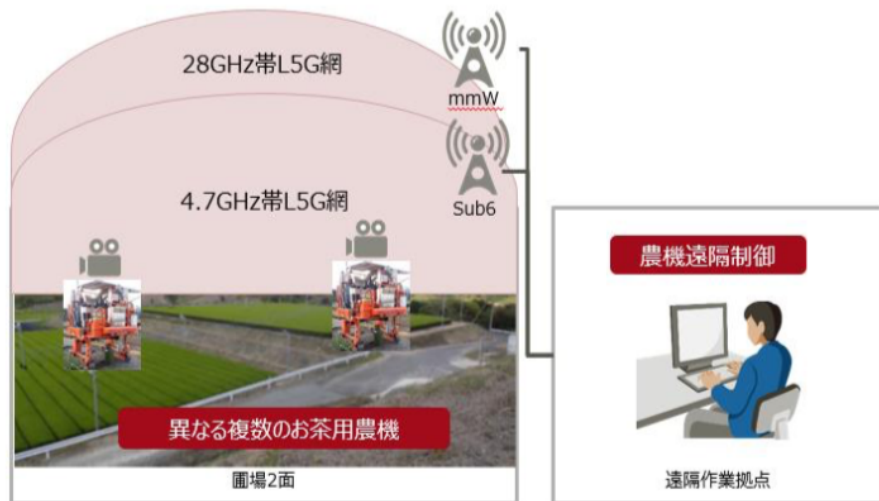 28GHz帯L5G網
mmW
4.7GHz帯L5G網
Sub6
異なる複数のお茶用農機
圃場2面
農機遠隔制御
遠隔作業拠点